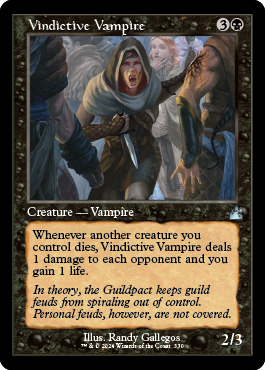 Vindictive Vampire 3
Creature — Vampire
Whenever another creature you
control dies, Vindictive Vampire deals
1 damage to each opponent and you
gain 1 life.
In theory, the Guildpact keeps guild
feuds from spiraling out of control.
Personal feuds, however, are not covered.
Illus. Randy Gallegos
™ & © 2024 Wizards of the Coast 330
2/3